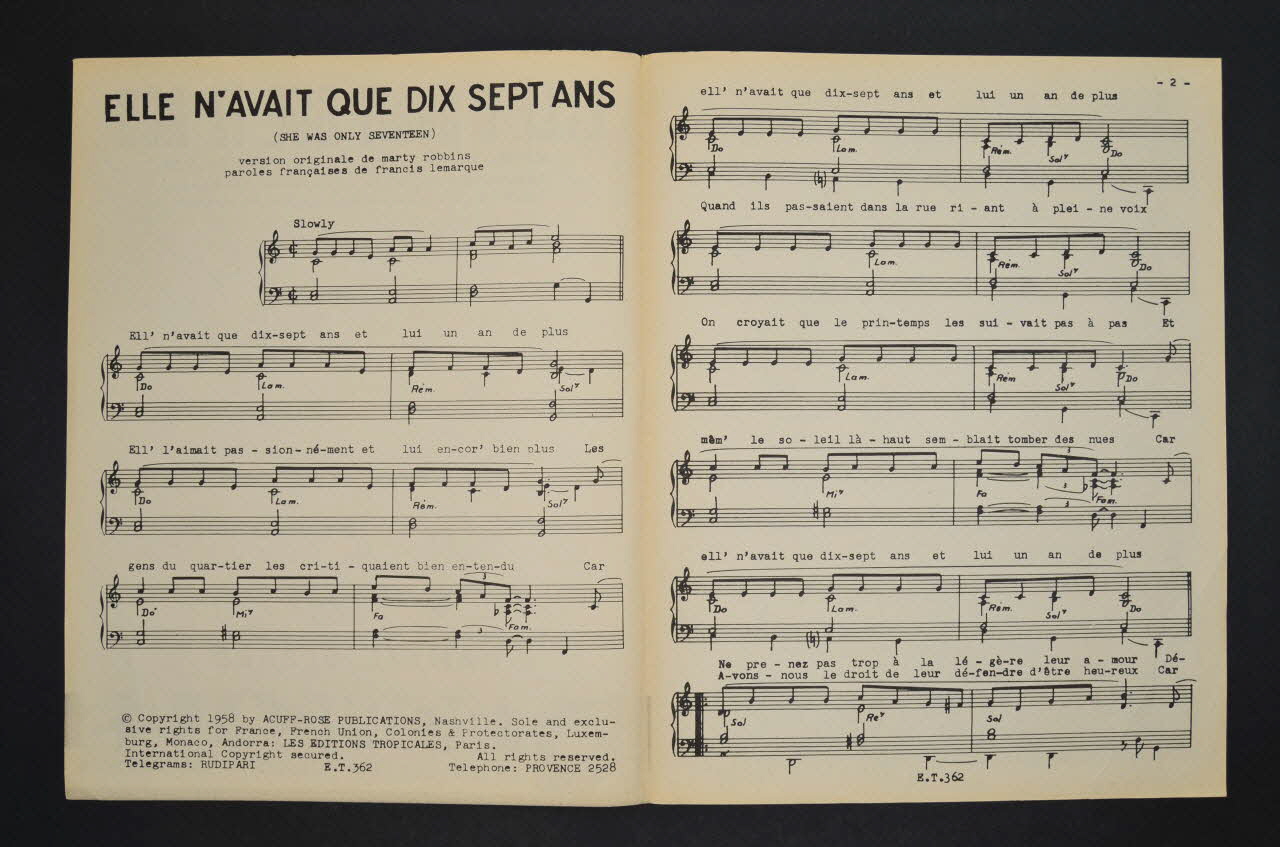 ELLE N'AVAIT QUE DIX SEPT ANS
(SHE WAS ONLY SEVENTEEN)
version originale de marty robbins
paroles françaises de francis lemarque
Slowly
Ell' n'avait que dix-sept ans et lui un an de plus
Do Lam. Rém. Sol7
Ell' l'aimait pas - sion - né-ment et lui en-cor' bien plus Les
Do Lam. Rém. Sol7
gens du quar-tier les cri-ti - quaient bien en-ten-du Car
3
Do Mi7 Fa Fam.
3
- 2 -
ell' n'avait que dix-sept ans et lui un an de plus
Do Lam. Rém. Sol7 Do
Quand ils pas-saient dans la rue ri - ant à plei - ne voix
Lam. Rém. Sol7 Do
On croyait que le prin-temps les sui - vait pas à pas Et
Lam. Rém Sol7 Do
mêm' le so - leil là - haut sem - blait tomber des nues Car
3
Mi7 Fa 3 Fam.
3
ell' n'avait que dix-sept ans et lui un an de plus
Do Lam. Rém. Sol7 Do
Ne pre - nez pas trop à la lé - gè-re leur a - mour Dé-
A-vons - nous le droit de leur dé-fen-dre d'être heu-reux Car
Sol Re7 Sol
E.T.362
© Copyright 1958 by ACUFF-ROSE PUBLICATIONS, Nashville. Sole and exclu-
sive rights for France, French Union, Colonies & Protectorates, Luxem-
burg, Monaco, Andorra: LES EDITIONS TROPICALES, Paris.
International Copyright secured. All rights reserved.
Telegrams: RUDIPARI E.T.362 Telephone: PROVENCE 2528